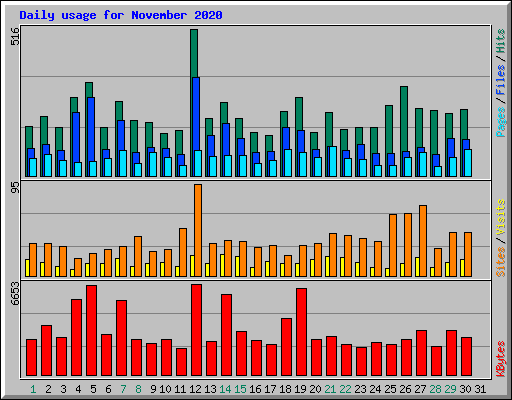 Daily usage for November 2020
516
Pages / Files / Hits
95
Sites / Visits
6653
KBytes
1 2 3 4 5 6 7 8 9 10 11 12 13 14 15 16 17 18 19 20 21 22 23 24 25 26 27 28 29 30 31